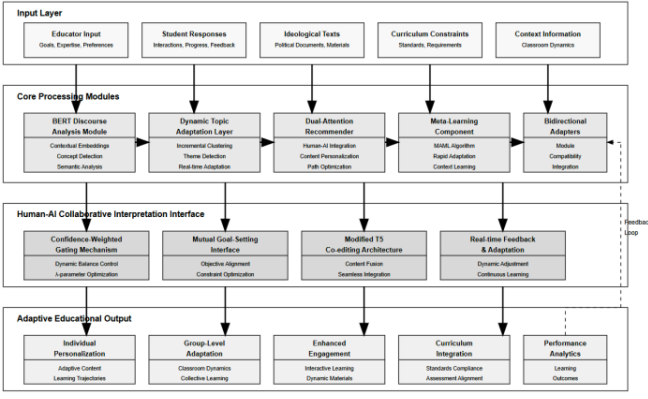 Input Layer
Educator Input
Goals, Expertise, Preferences
Student Responses
Interactions, Progress, Feedback
Ideological Texts
Political Documents, Materials
Curriculum Constraints
Standards, Requirements
Context Information
Classroom Dynamics
Core Processing Modules
BERT Discourse
Analysis Module
Contextual Embeddings
Concept Detection
Semantic Analysis
Dynamic Topic
Adaptation Layer
Incremental Clustering
Theme Detection
Real-time Adaptation
Dual-Attention
Recommender
Human-AI Integration
Content Personalization
Path Optimization
Meta-Learning
Component
MAML Algorithm
Rapid Adaptation
Context Learning
Bidirectional
Adapters
Module
Compatibility
Integration
Human-AI Collaborative Interpretation Interface
Feedback
Loop
Confidence-Weighted
Gating Mechanism
Dynamic Balance Control
λ-parameter Optimization
Mutual Goal-Setting
Interface
Objective Alignment
Constraint Optimization
Modified T5
Co-editing Architecture
Content Fusion
Seamless Integration
Real-time Feedback
& Adaptation
Dynamic Adjustment
Continuous Learning
Adaptive Educational Output
Individual
Personalization
Adaptive Content
Learning Trajectories
Group-Level
Adaptation
Classroom Dynamics
Collective Learning
Enhanced
Engagement
Interactive Learning
Dynamic Materials
Curriculum
Integration
Standards Compliance
Assessment Alignment
Performance
Analytics
Learning
Outcomes